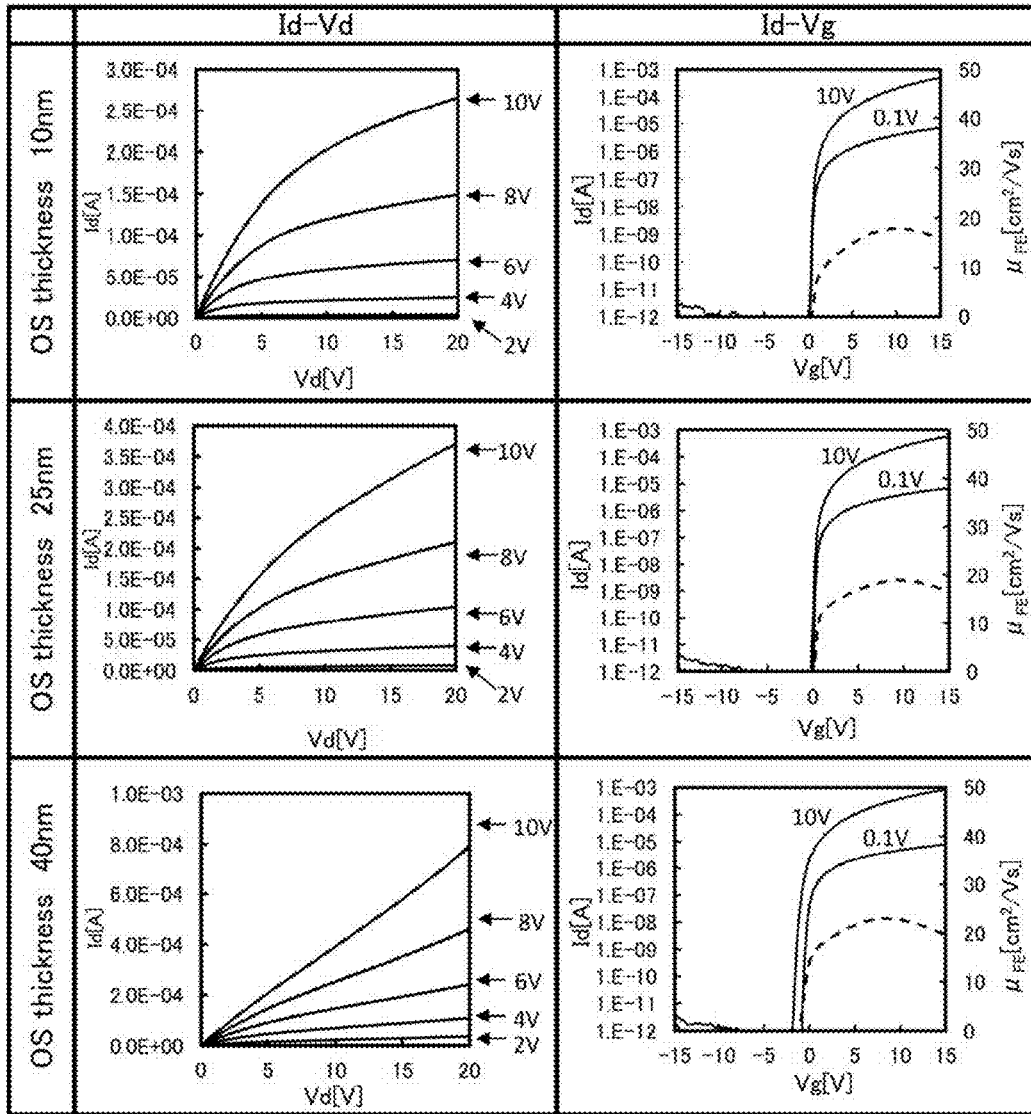 Id-Vd
Id-Vg
OS thickness 10nm
3.0E-04
2.5E-04
2.0E-04
1.5E-04
1.0E-04
5.0E-05
0.0E+00
Id[A]
0
5
10
15
20
Vd[V]
10V
8V
6V
4V
2V
1.E-03
1.E-04
1.E-05
1.E-06
1.E-07
1.E-08
1.E-09
1.E-10
1.E-11
1.E-12
Id[A]
10V
0.1V
-15
-10
-5
0
5
10
15
Vg[V]
50
40
30
20
10
0
μFE[cm²/Vs]
OS thickness 25nm
4.0E-04
3.5E-04
3.0E-04
2.5E-04
2.0E-04
1.5E-04
1.0E-04
5.0E-05
0.0E+00
Id[A]
0
5
10
15
20
Vd[V]
10V
8V
6V
4V
2V
1.E-03
1.E-04
1.E-05
1.E-06
1.E-07
1.E-08
1.E-09
1.E-10
1.E-11
1.E-12
Id[A]
10V
0.1V
-15
-10
-5
0
5
10
15
Vg[V]
50
40
30
20
10
0
μFE[cm²/Vs]
OS thickness 40nm
1.0E-03
8.0E-04
6.0E-04
4.0E-04
2.0E-04
0.0E+00
Id[A]
0
5
10
15
20
Vd[V]
10V
8V
6V
4V
2V
1.E-03
1.E-04
1.E-05
1.E-06
1.E-07
1.E-08
1.E-09
1.E-10
1.E-11
1.E-12
Id[A]
10V
0.1V
-15
-10
-5
0
5
10
15
Vg[V]
50
40
30
20
10
0
μFE[cm²/Vs]